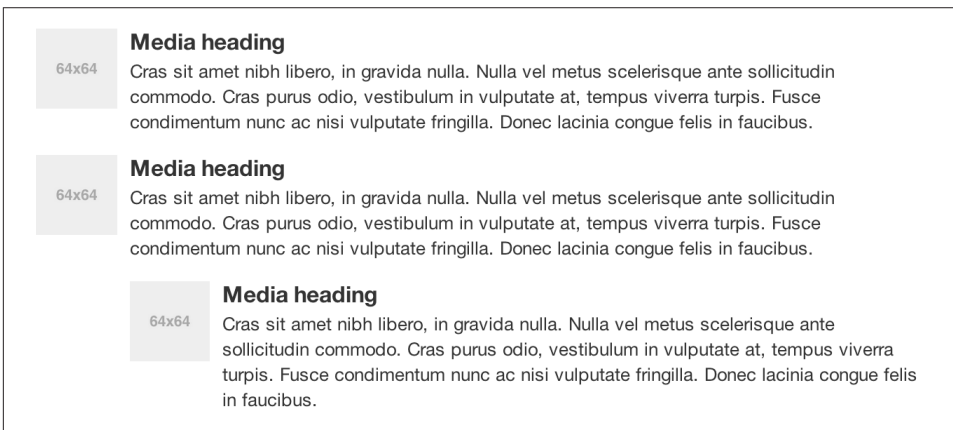 64x64
Media heading
Cras sit amet nibh libero, in gravida nulla. Nulla vel metus scelerisque ante sollicitudin
commodo. Cras purus odio, vestibulum in vulputate at, tempus viverra turpis. Fusce
condimentum nunc ac nisi vulputate fringilla. Donec lacinia congue felis in faucibus.
64x64
Media heading
Cras sit amet nibh libero, in gravida nulla. Nulla vel metus scelerisque ante sollicitudin
commodo. Cras purus odio, vestibulum in vulputate at, tempus viverra turpis. Fusce
condimentum nunc ac nisi vulputate fringilla. Donec lacinia congue felis in faucibus.
64x64
Media heading
Cras sit amet nibh libero, in gravida nulla. Nulla vel metus scelerisque ante
sollicitudin commodo. Cras purus odio, vestibulum in vulputate at, tempus viverra
turpis. Fusce condimentum nunc ac nisi vulputate fringilla. Donec lacinia congue felis
in faucibus.